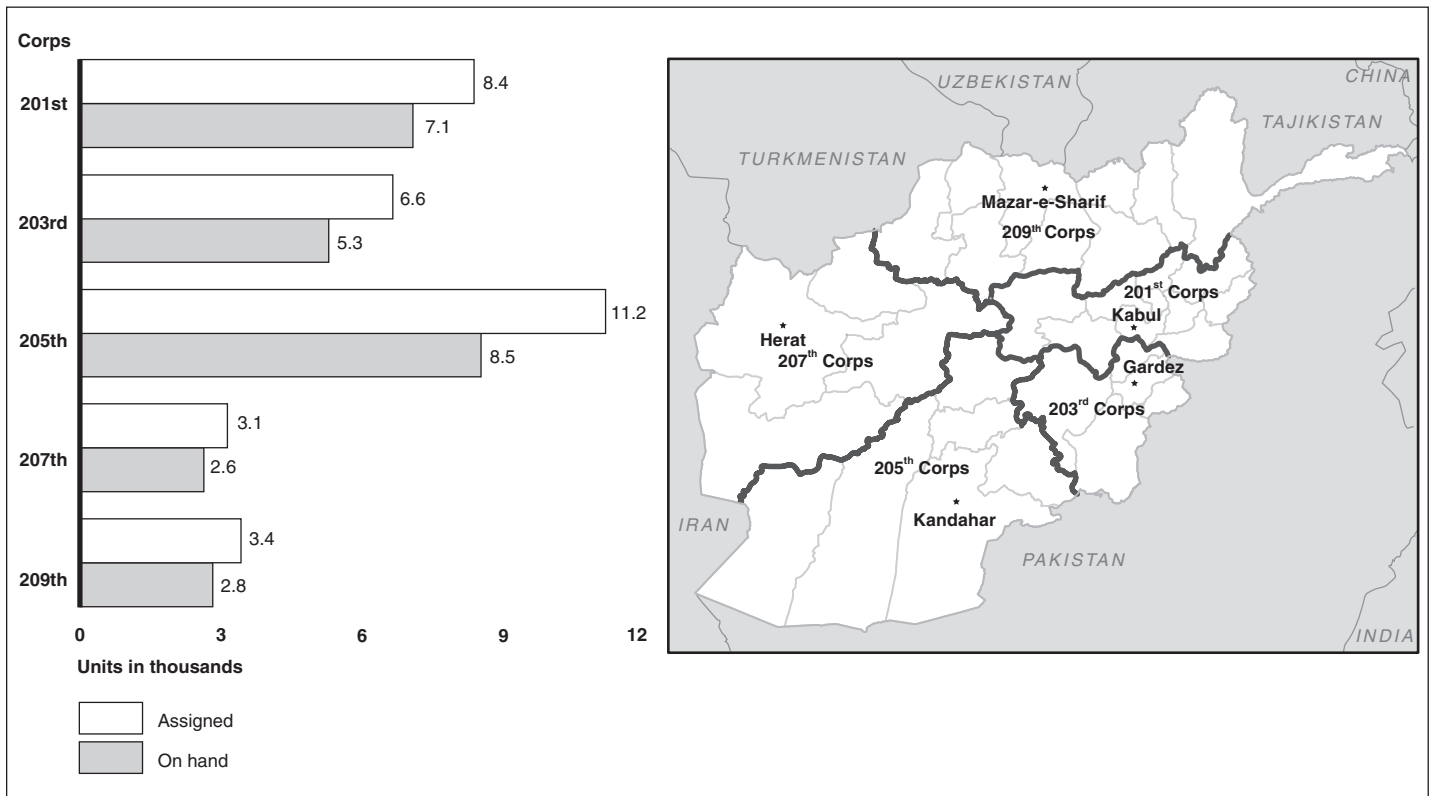 Corps
201st
8.4
7.1
203rd
6.6
5.3
205th
11.2
8.5
207th
3.1
2.6
209th
3.4
2.8
0 3 6 9 12
Units in thousands
Assigned
On hand
UZBEKISTAN
CHINA
TAJIKISTAN
TURKMENISTAN
Mazar-e-Sharif
209th Corps
201st Corps
Kabul
Herat
207th Corps
Gardez
203rd Corps
205th Corps
Kandahar
IRAN
PAKISTAN
INDIA